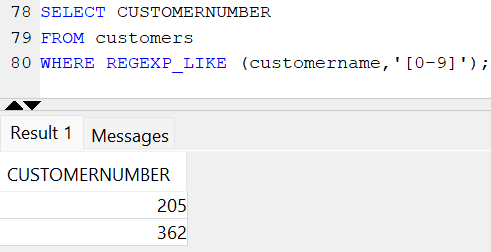 78 SELECT CUSTOMERNUMBER
79 FROM customers
80 WHERE REGEXP_LIKE (customername,'[0-9]');
Result 1 Messages
CUSTOMERNUMBER
205
362